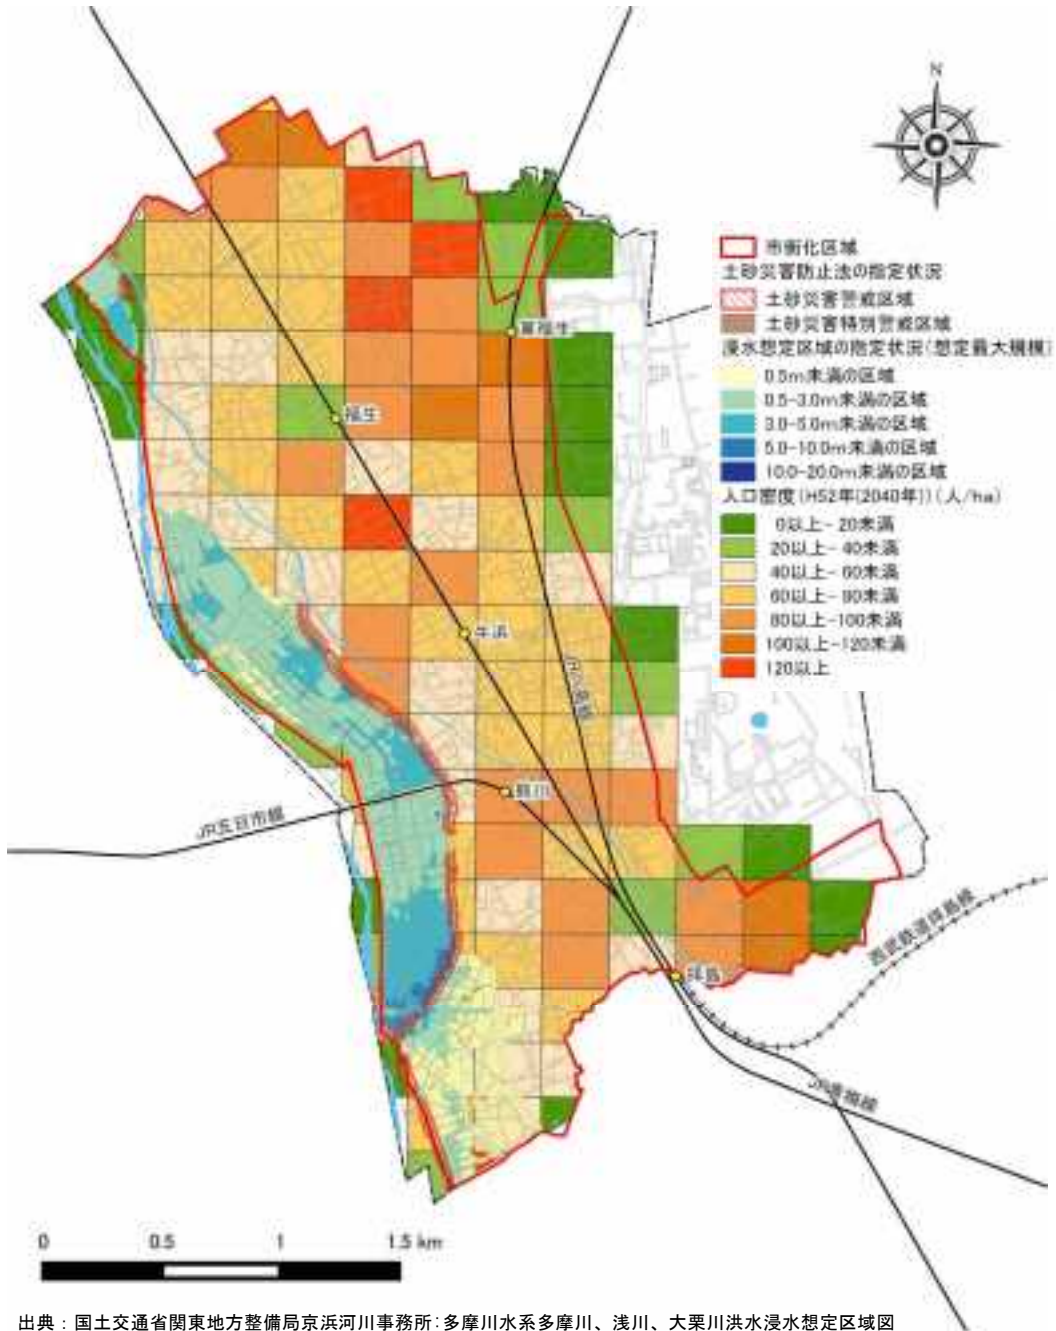 N
市街化区域
土砂災害防止法の指定状況
土砂災害警戒区域
土砂災害特別警戒区域
浸水想定区域の指定状況(想定最大規模)
0.5m未満の区域
0.5-3.0m未満の区域
3.0-5.0m未満の区域
5.0-10.0m未満の区域
10.0-20.0m未満の区域
人口密度(H52年(2040年))(人/ha)
0以上-20未満
20以上-40未満
40以上-60未満
60以上-80未満
80以上-100未満
100以上-120未満
120以上
東福生
福生
牛浜
JR八高線
熊川
JR五日市線
西武鉄道拝島線
拝島
JR青梅線
0 0.5 1 1.5 km
出典：国土交通省関東地方整備局京浜河川事務所:多摩川水系多摩川、浅川、大栗川洪水浸水想定区域図